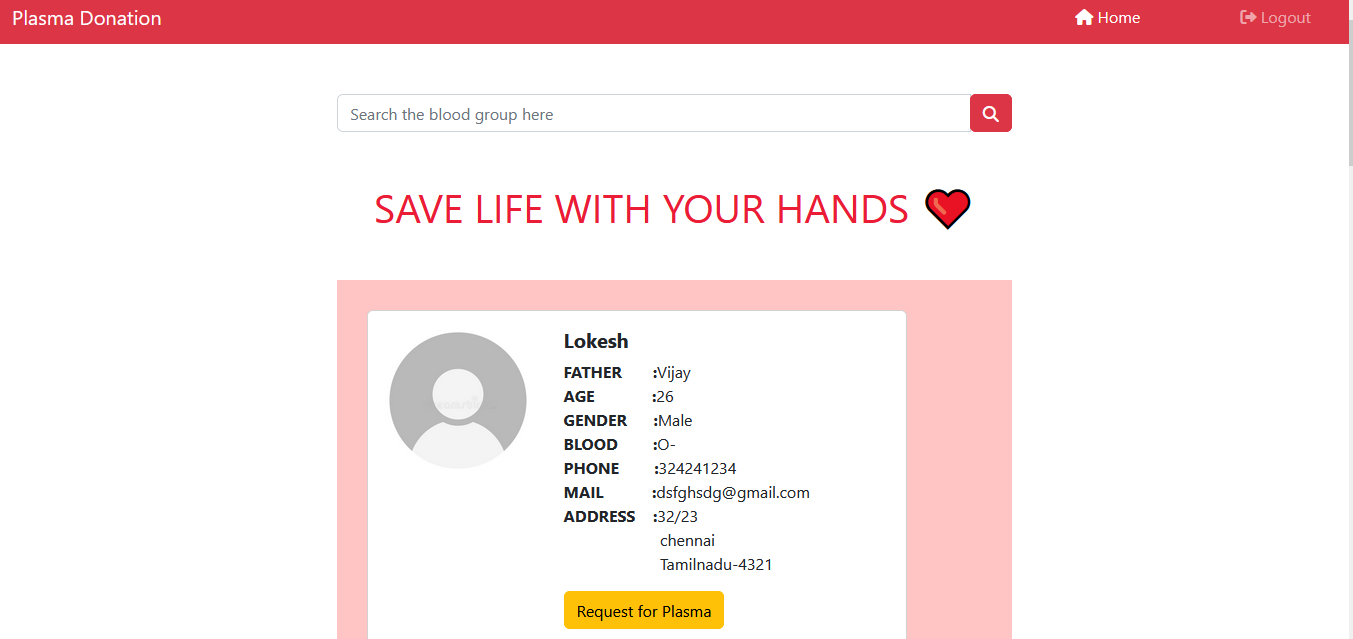 Plasma Donation
Home
Logout
Search the blood group here
SAVE LIFE WITH YOUR HANDS
Lokesh
FATHER :Vijay
AGE :26
GENDER :Male
BLOOD :O-
PHONE :324241234
MAIL :dsfghsdg@gmail.com
ADDRESS :32/23
chennai
Tamilnadu-4321
Request for Plasma